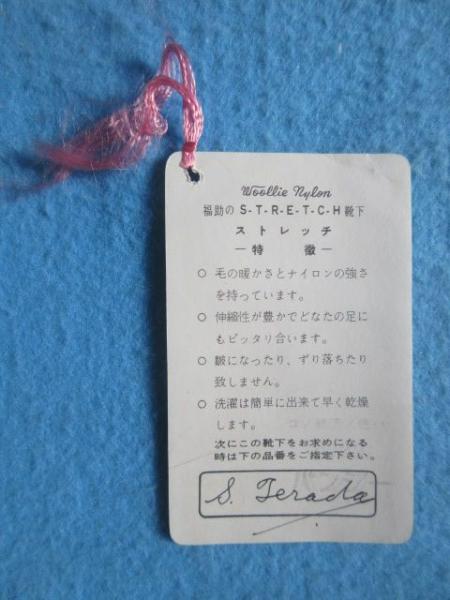 Woollie Nylon
福助の S-T-R-E-T-C-H 靴下
ストレッチ
—特徴—
○ 毛の暖かさとナイロンの強さ
を持っています。
○ 伸縮性が豊かでどなたの足に
もピッタリ合います。
○ 皺になったり、ずり落ちたり
致しません。
○ 洗濯は簡単に出来て早く乾燥
します。
次にこの靴下をお求めになる
時は下の品番をご指定下さい。
S. Terada